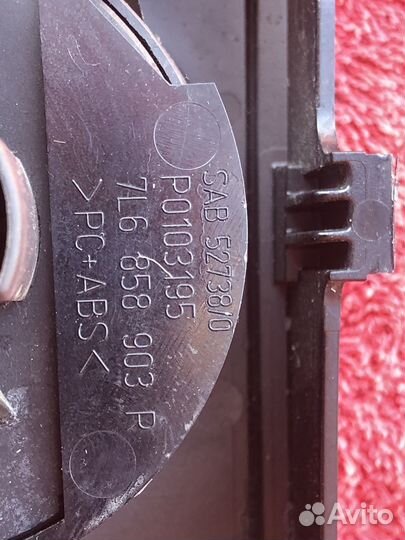 SAB 52738/0
P0103195
7L6 858 903 P
>PC+ABS<
Avito